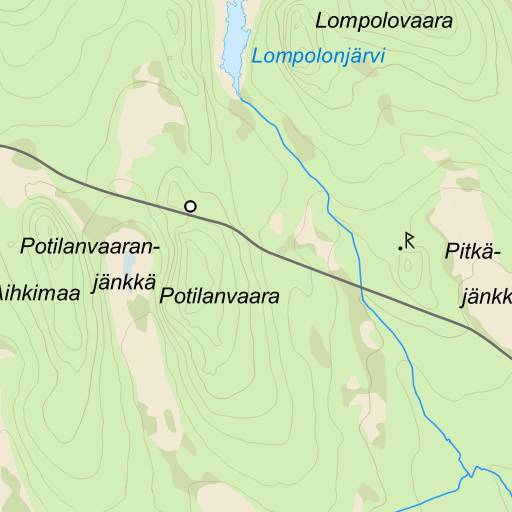 Lompolovaara
Lompolonjärvi
Potilanvaaran-
jänkkä
Pitkä-
jänkk
Aihkimaa
Potilanvaara
R